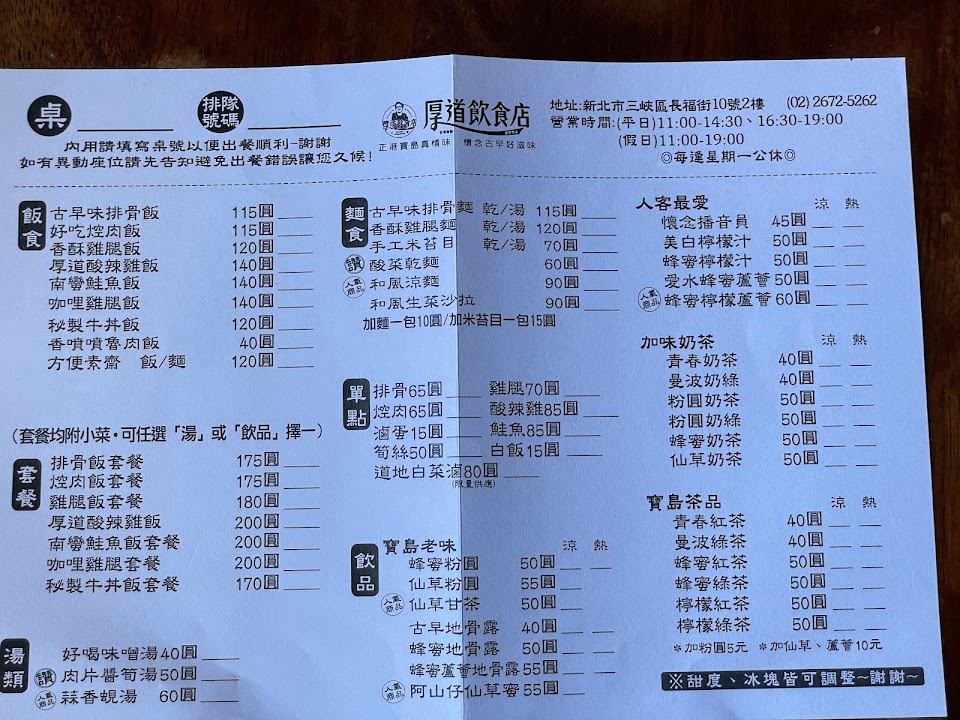 桌
排隊號碼
內用請填寫桌號以便出餐順利-謝謝
如有異動座位請先告知避免出餐錯誤讓您久候!
厚道飲食店
正港寶島真情味 懷念古早好滋味
地址:新北市三峽區長福街10號2樓 (02) 2672-5262
營業時間:(平日)11:00-14:30、16:30-19:00
(假日)11:00-19:00
◎每逢星期一公休◎
飯食
古早味排骨飯 115圓
好吃焢肉飯 115圓
香酥雞腿飯 120圓
厚道酸辣雞飯 140圓
南蠻鮭魚飯 140圓
咖哩雞腿飯 140圓
秘製牛丼飯 120圓
香噴噴魯肉飯 40圓
方便素齋 飯/麵 120圓
(套餐均附小菜・可任選「湯」或「飲品」擇一)
套餐
排骨飯套餐 175圓
焢肉飯套餐 175圓
雞腿飯套餐 180圓
厚道酸辣雞飯 200圓
南蠻鮭魚飯套餐 200圓
咖哩雞腿飯套餐 200圓
秘製牛丼飯套餐 170圓
湯類
好喝味噌湯 40圓
讚 肉片醬筍湯 50圓
人氣商品 蒜香蜆湯 60圓
麵食
古早味排骨麵 乾/湯 115圓
香酥雞腿麵 乾/湯 120圓
手工米苔目 乾/湯 70圓
讚 酸菜乾麵 60圓
人氣商品 和風涼麵 90圓
和風生菜沙拉 90圓
加麵一包10圓/加米苔目一包15圓
單點
排骨65圓 雞腿70圓
焢肉65圓 酸辣雞85圓
滷蛋15圓 鮭魚85圓
筍絲50圓 白飯15圓
道地白菜滷80圓
(限量供應)
飲品
寶島老味 涼 熱
蜂蜜粉圓 50圓
仙草粉圓 55圓
人氣商品 仙草甘茶 50圓
古早地骨露 40圓
蜂蜜地骨露 50圓
蜂蜜蘆薈地骨露 55圓
人氣商品 阿山仔仙草蜜 55圓
人客最愛 涼 熱
懷念播音員 45圓
美白檸檬汁 50圓
蜂蜜檸檬汁 50圓
愛水蜂蜜蘆薈 50圓
人氣商品 蜂蜜檸檬蘆薈 60圓
加味奶茶 涼 熱
青春奶茶 40圓
曼波奶綠 40圓
粉圓奶茶 50圓
粉圓奶綠 50圓
蜂蜜奶茶 50圓
仙草奶茶 50圓
寶島茶品 涼 熱
青春紅茶 40圓
曼波綠茶 40圓
蜂蜜紅茶 50圓
蜂蜜綠茶 50圓
檸檬紅茶 50圓
檸檬綠茶 50圓
*加粉圓5元 *加仙草、蘆薈10元
※甜度、冰塊皆可調整~謝謝~